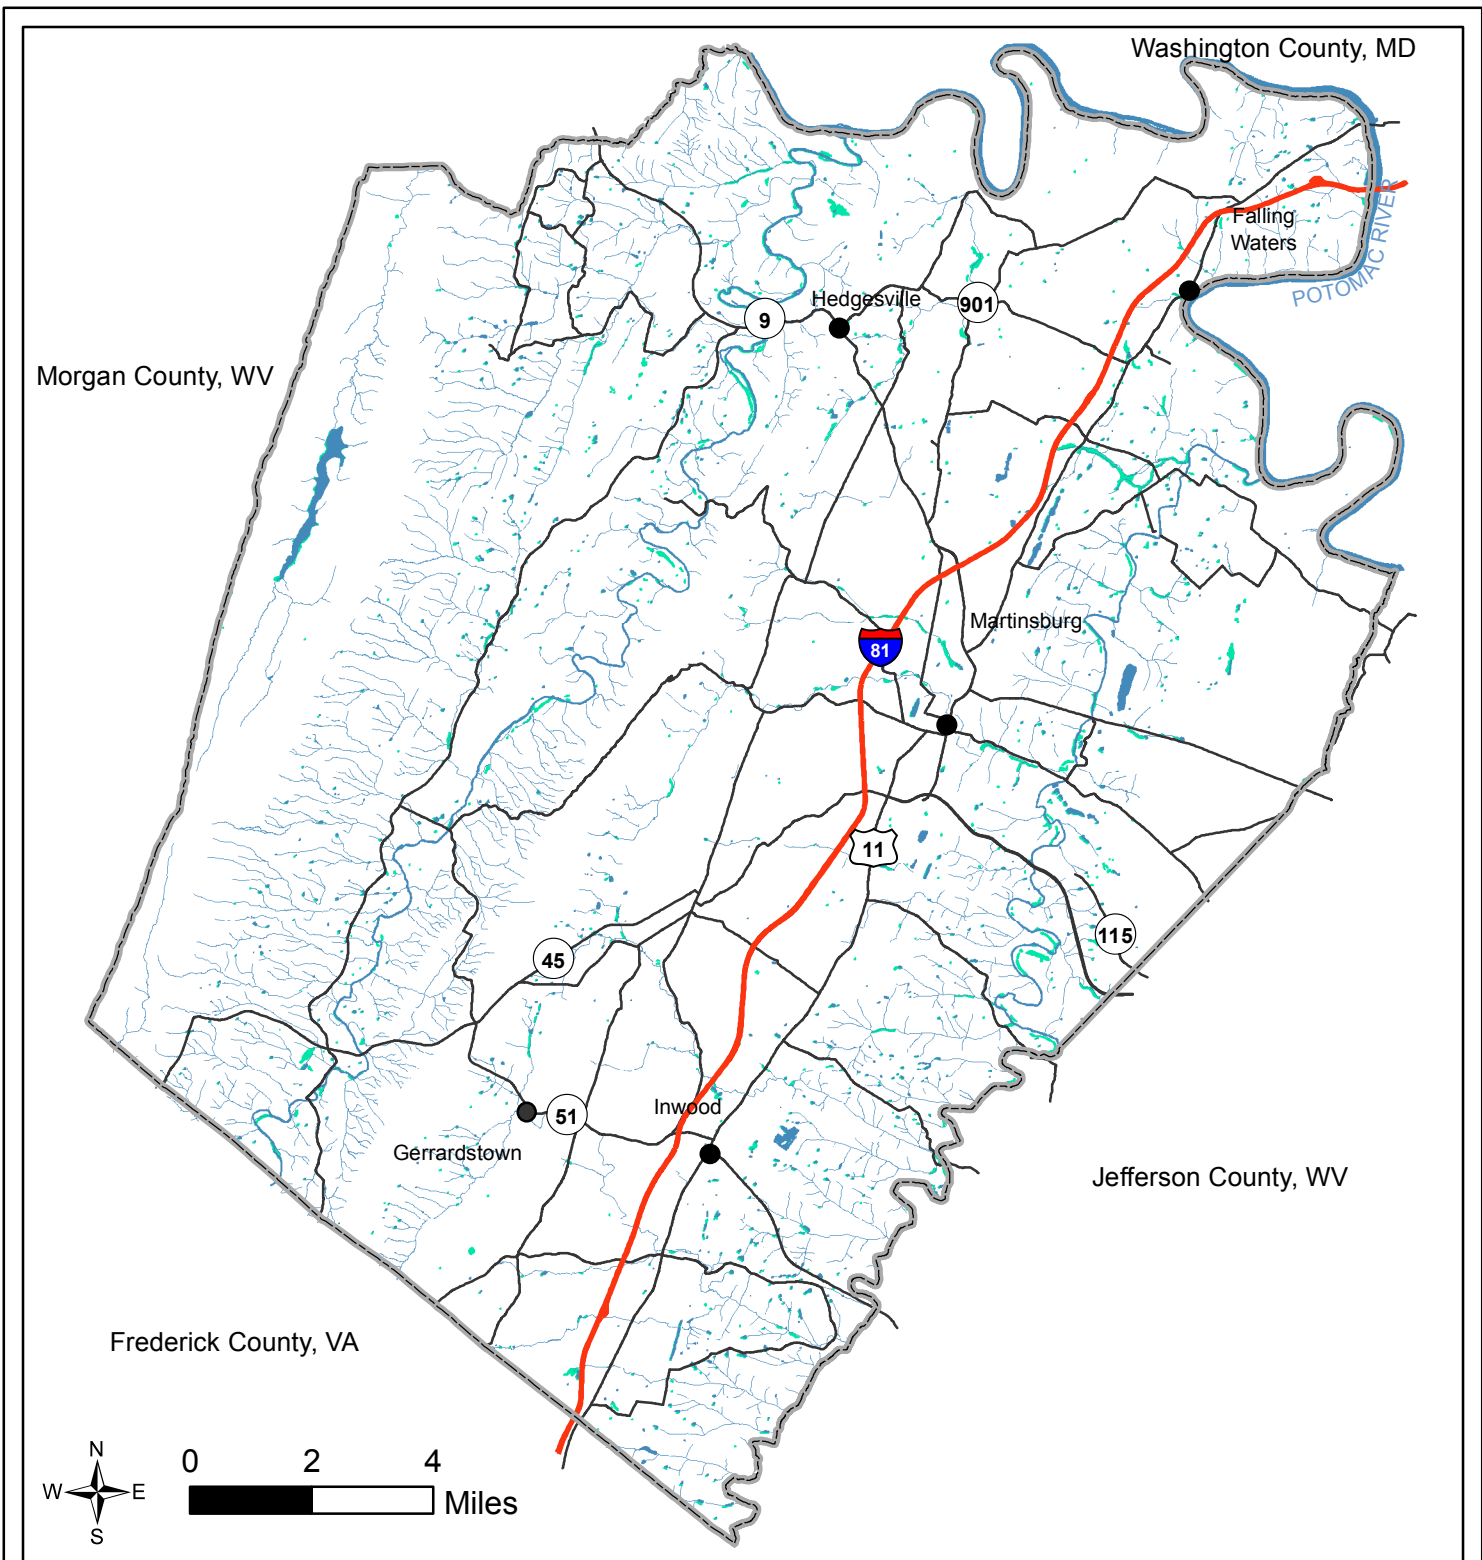 Washington County, MD
Falling
Waters
POTOMAC RIVER
Hedgesville
901
9
Morgan County, WV
Martinsburg
81
11
115
45
Inwood
51
Gerrardstown
Jefferson County, WV
Frederick County, VA
N
W E
S
0 2 4
Miles